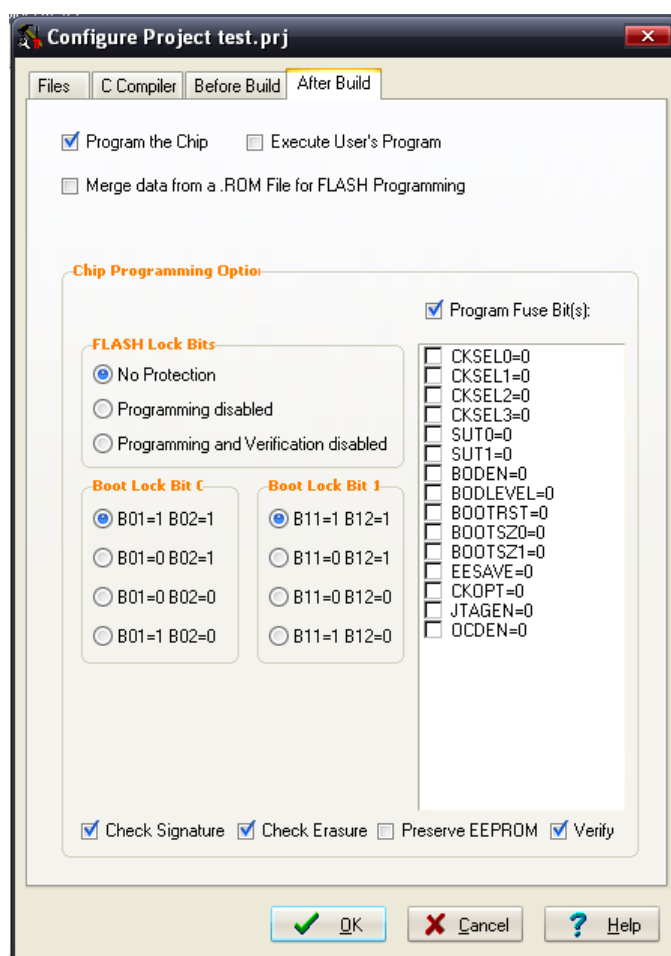 Configure Project test.prj
Files C Compiler Before Build After Build
Program the Chip Execute User's Program
Merge data from a .ROM File for FLASH Programming
Chip Programming Optio
Program Fuse Bit(s):
FLASH Lock Bits
No Protection
Programming disabled
Programming and Verification disabled
Boot Lock Bit 0
B01=1 B02=1
B01=0 B02=1
B01=0 B02=0
B01=1 B02=0
Boot Lock Bit 1
B11=1 B12=1
B11=0 B12=1
B11=0 B12=0
B11=1 B12=0
CKSEL0=0
CKSEL1=0
CKSEL2=0
CKSEL3=0
SUT0=0
SUT1=0
BODEN=0
BODLEVEL=0
BOOTRST=0
BOOTSZ0=0
BOOTSZ1=0
EESAVE=0
CKOPT=0
JTAGEN=0
OCDEN=0
Check Signature Check Erasure Preserve EEPROM Verify
OK Cancel Help